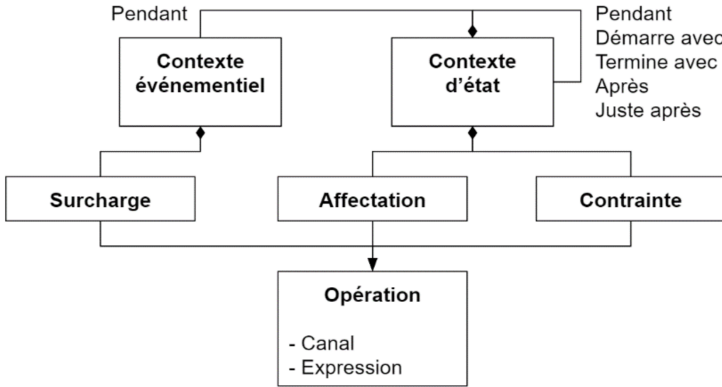 Pendant
Pendant
Démarre avec
Termine avec
Après
Juste après
Contexte
événementiel
Contexte
d'état
Surcharge
Affectation
Contrainte
Opération
- Canal
- Expression